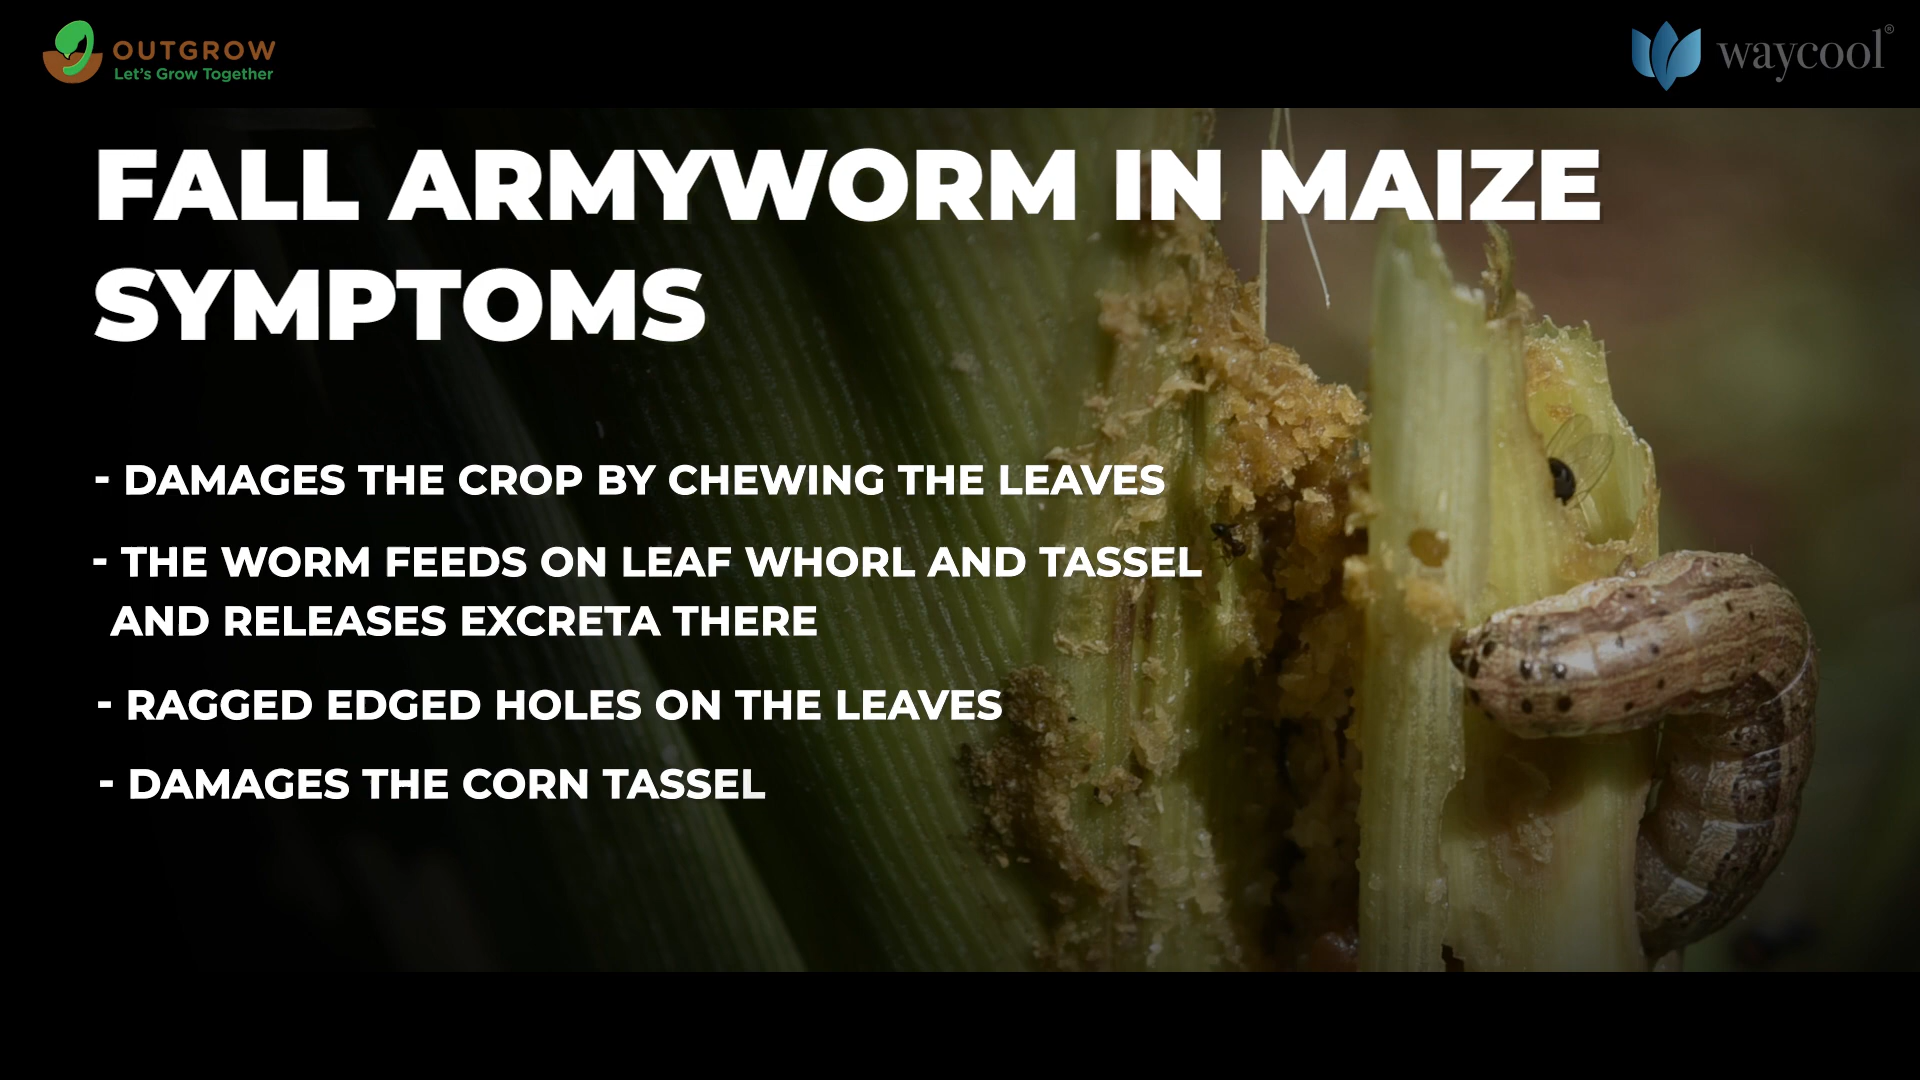 OUTGROW
Let's Grow Together
waycool®
FALL ARMYWORM IN MAIZE
SYMPTOMS
- DAMAGES THE CROP BY CHEWING THE LEAVES
- THE WORM FEEDS ON LEAF WHORL AND TASSEL
AND RELEASES EXCRETA THERE
- RAGGED EDGED HOLES ON THE LEAVES
- DAMAGES THE CORN TASSEL